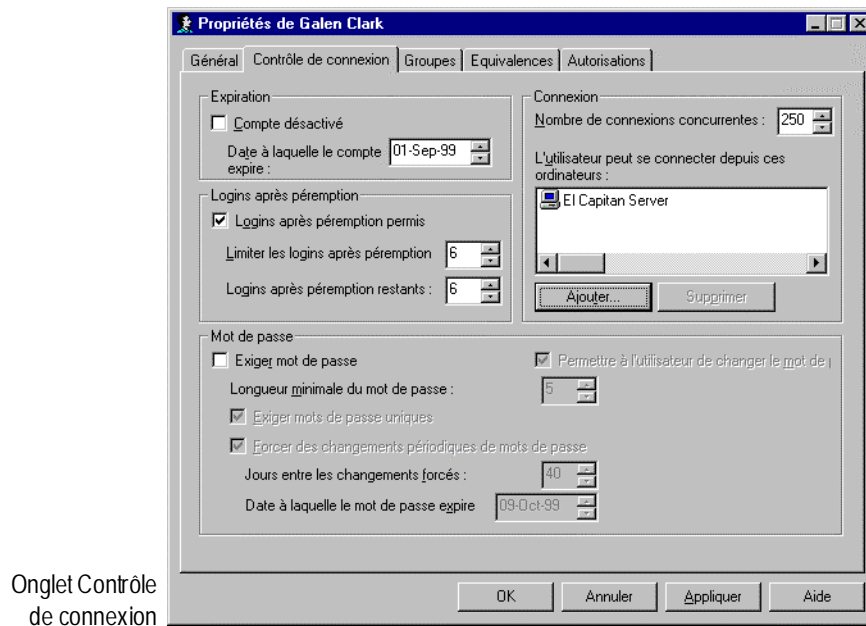 Propriétés de Galen Clark
Général Contrôle de connexion Groupes Equivalences Autorisations
Expiration
Compte désactivé
Date à laquelle le compte
expire :
01-Sep-99
Logins après péremption
Logins après péremption permis
Limiter les logins après péremption 6
Logins après péremption restants : 6
Connexion
Nombre de connexions concurrentes : 250
L'utilisateur peut se connecter depuis ces
ordinateurs :
El Capitan Server
Ajouter... Supprimer
Mot de passe
Exiger mot de passe
Permettre à l'utilisateur de changer le mot de p
Longueur minimale du mot de passe : 5
Exiger mots de passe uniques
Forcer des changements périodiques de mots de passe
Jours entre les changements forcés : 40
Date à laquelle le mot de passe expire 09-Oct-99
OK Annuler Appliquer Aide
Onglet Contrôle
de connexion